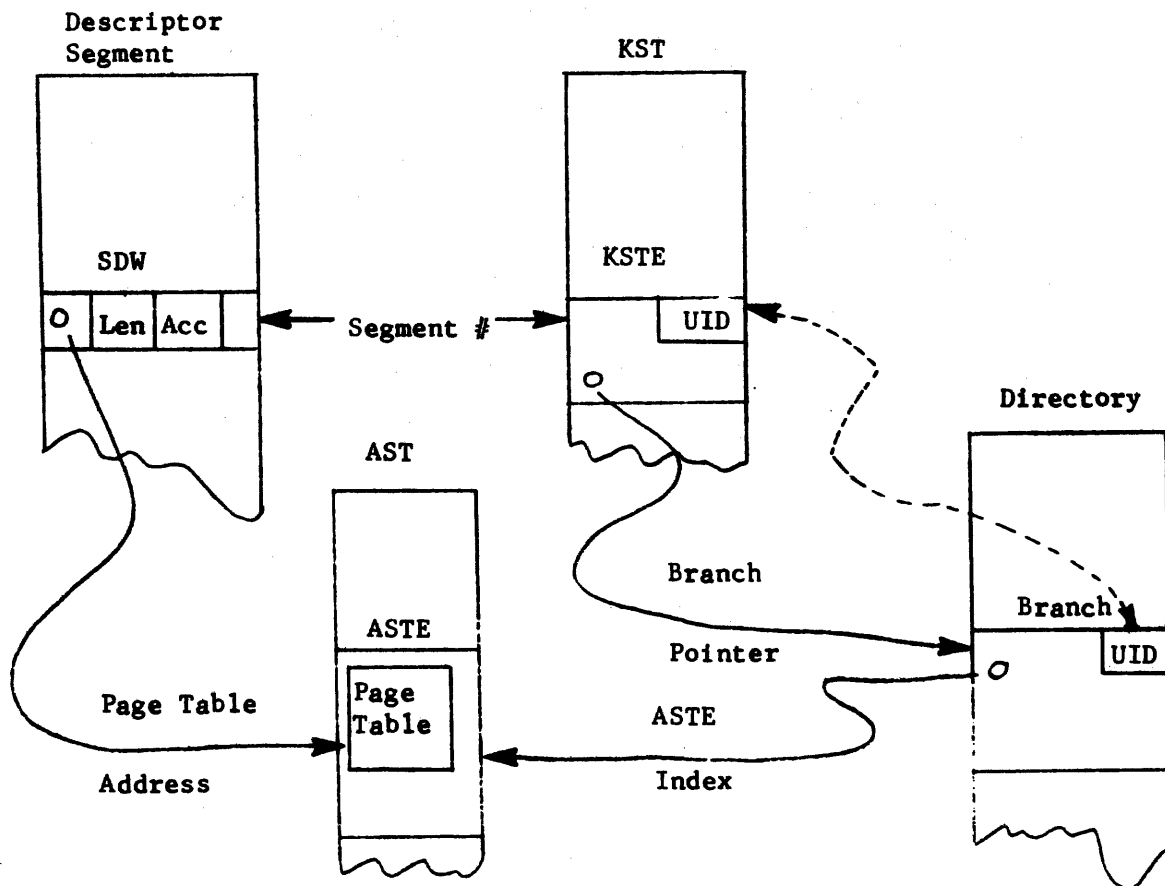 Descriptor
Segment
KST
SDW
KSTE
Len
Acc
Segment #
UID
Directory
AST
Branch
Branch
ASTE
Pointer
UID
Page
Table
Page Table
ASTE
Address
Index